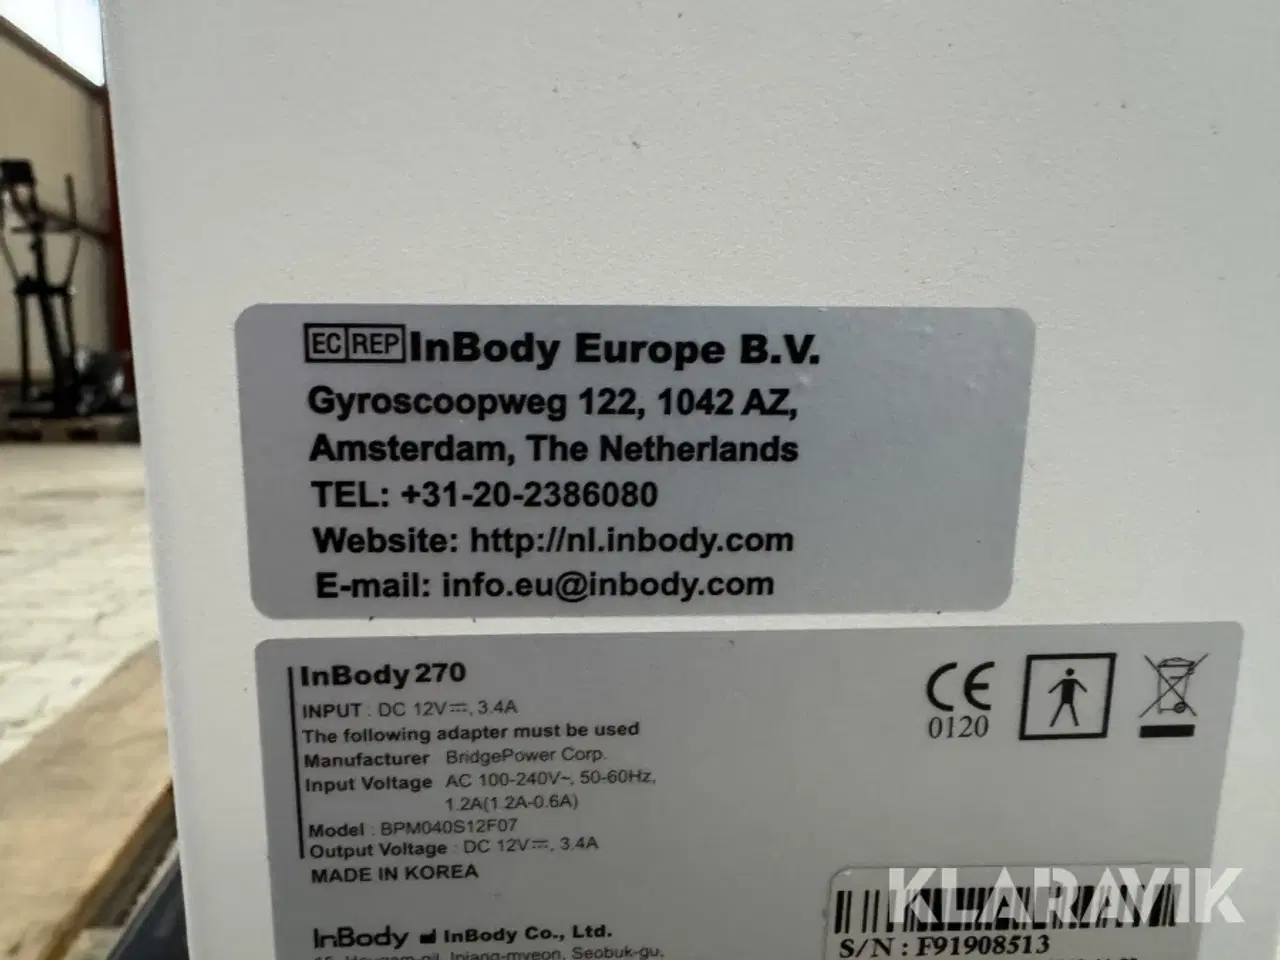 EC REP InBody Europe B.V.
Gyroscoopweg 122, 1042 AZ,
Amsterdam, The Netherlands
TEL: +31-20-2386080
Website: http://nl.inbody.com
E-mail: info.eu@inbody.com
InBody270
INPUT : DC 12V⎓, 3.4A
The following adapter must be used
Manufacturer BridgePower Corp.
Input Voltage AC 100-240V~, 50-60Hz,
1.2A(1.2A-0.6A)
Model : BPM040S12F07
Output Voltage : DC 12V⎓, 3.4A
MADE IN KOREA
CE
0120
InBody InBody Co., Ltd.
Seobuk-gu,
KLARAVIK
S/N : F91908513